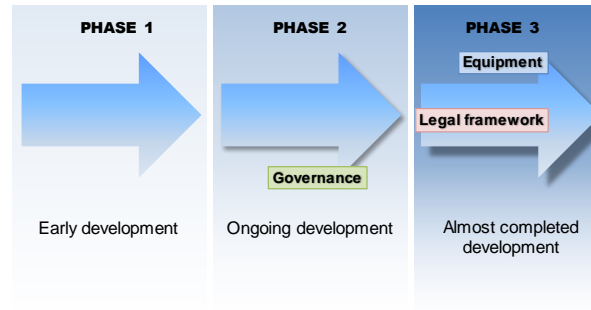 PHASE 1
PHASE 2
PHASE 3
Equipment
Legal framework
Governance
Early development
Ongoing development
Almost completed
development